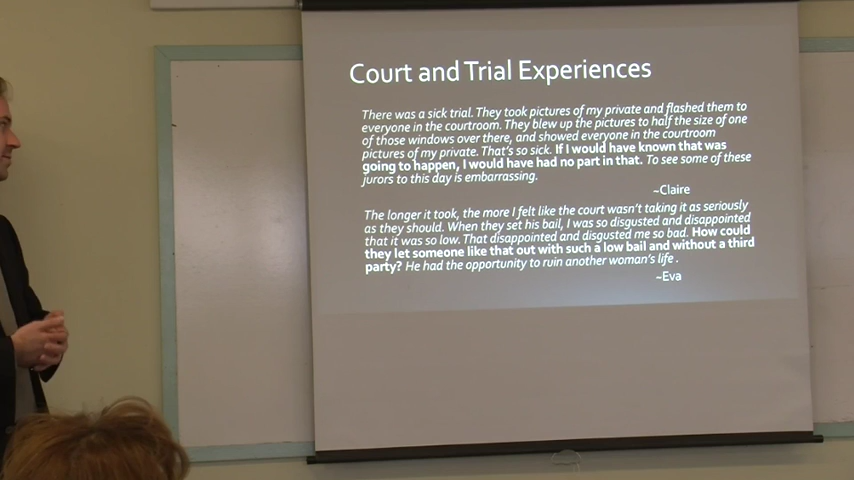 Court and Trial Experiences
There was a sick trial. They took pictures of my private and flashed them to
everyone in the courtroom. They blew up the pictures to half the size of one
of those windows over there, and showed everyone in the courtroom
pictures of my private. That's so sick. If I would have known that was
going to happen, I would have had no part in that. To see some of these
jurors to this day is embarrassing.
~Claire
The longer it took, the more I felt like the court wasn't taking it as seriously
as they should. When they set his bail, I was so disgusted and disappointed
that it was so low. That disappointed and disgusted me so bad. How could
they let someone like that out with such a low bail and without a third
party? He had the opportunity to ruin another woman's life .
~Eva